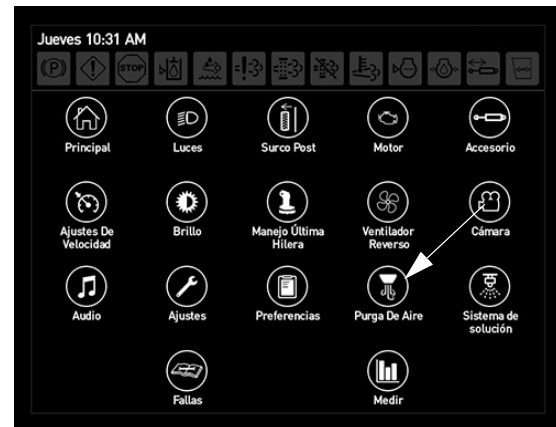 Jueves 10:31 AM
P
STOP
Principal
Luces
Surco Post
Motor
Accesorio
Ajustes De
Velocidad
Brillo
Manejo Última
Hilera
Ventilador
Reverso
Cámara
Audio
Ajustes
Preferencias
Purga De Aire
Sistema de
solución
Fallas
Medir